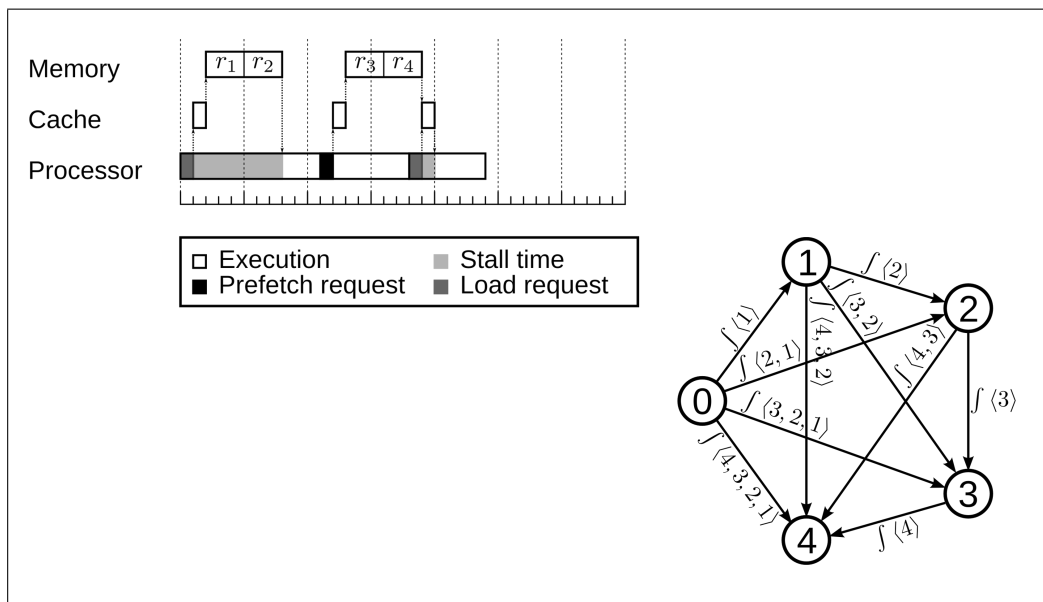 Memory
r₁ r₂ r₃ r₄
Cache
Processor
Execution
Stall time
Prefetch request
Load request
1
∫⟨2⟩
2
∫⟨1⟩
∫⟨3, 2⟩
∫⟨4, 3, 2⟩
∫⟨4, 3⟩
∫⟨2, 1⟩
0
∫⟨3⟩
∫⟨3, 2, 1⟩
∫⟨4, 3, 2, 1⟩
3
4
∫⟨4⟩